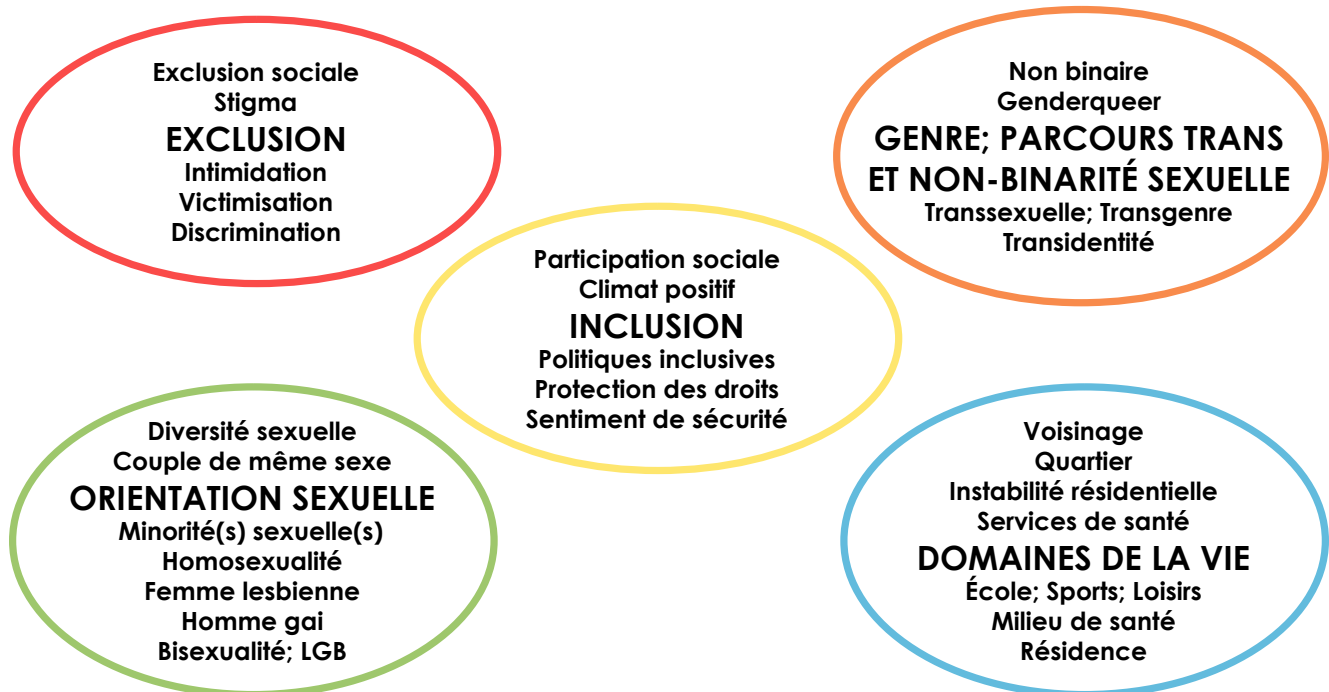 Exclusion sociale
Stigma
EXCLUSION
Intimidation
Victimisation
Discrimination
Non binaire
Genderqueer
GENRE; PARCOURS TRANS
ET NON-BINARITÉ SEXUELLE
Transsexuelle; Transgenre
Transidentité
Participation sociale
Climat positif
INCLUSION
Politiques inclusives
Protection des droits
Sentiment de sécurité
Diversité sexuelle
Couple de même sexe
ORIENTATION SEXUELLE
Minorité(s) sexuelle(s)
Homosexualité
Femme lesbienne
Homme gai
Bisexualité; LGB
Voisinage
Quartier
Instabilité résidentielle
Services de santé
DOMAINES DE LA VIE
École; Sports; Loisirs
Milieu de santé
Résidence